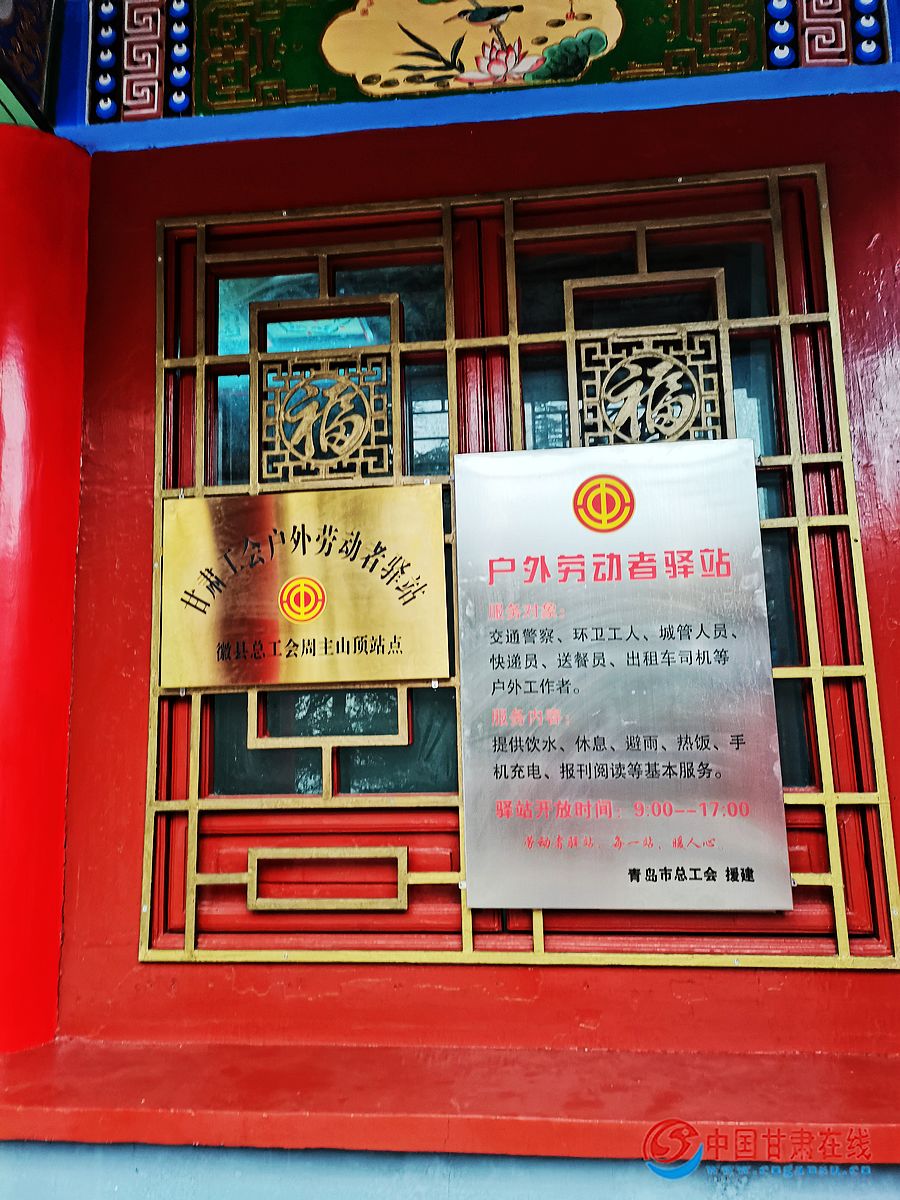 福
福
甘肃工会户外劳动者驿站
徽县总工会周主山顶站点
户外劳动者驿站
服务对象：
交通警察、环卫工人、城管人员、
快递员、送餐员、出租车司机等
户外工作者。
服务内容：
提供饮水、休息、避雨、热饭、手
机充电、报刊阅读等基本服务。
驿站开放时间：9:00--17:00
劳动者驿站，每一站，暖人心。
青岛市总工会 援建
中国甘肃在线
www.cngansu.cn